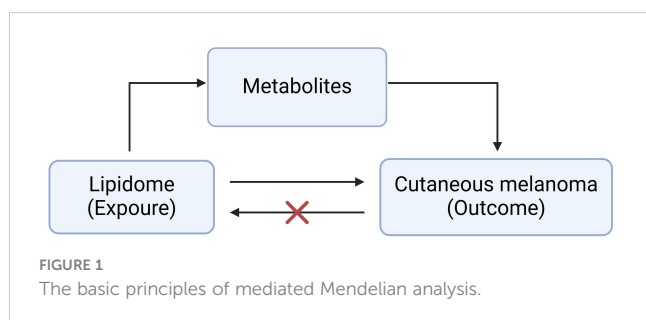 Metabolites
Lipidome
(Expoure)
Cutaneous melanoma
(Outcome)
FIGURE 1
The basic principles of mediated Mendelian analysis.